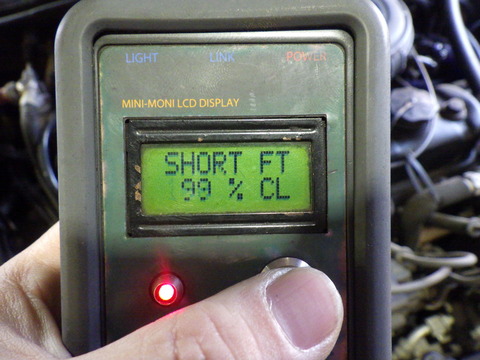 LIGHT LINK POWER
MINI-MONI LCD DISPLAY
SHORT FT
99 % CL